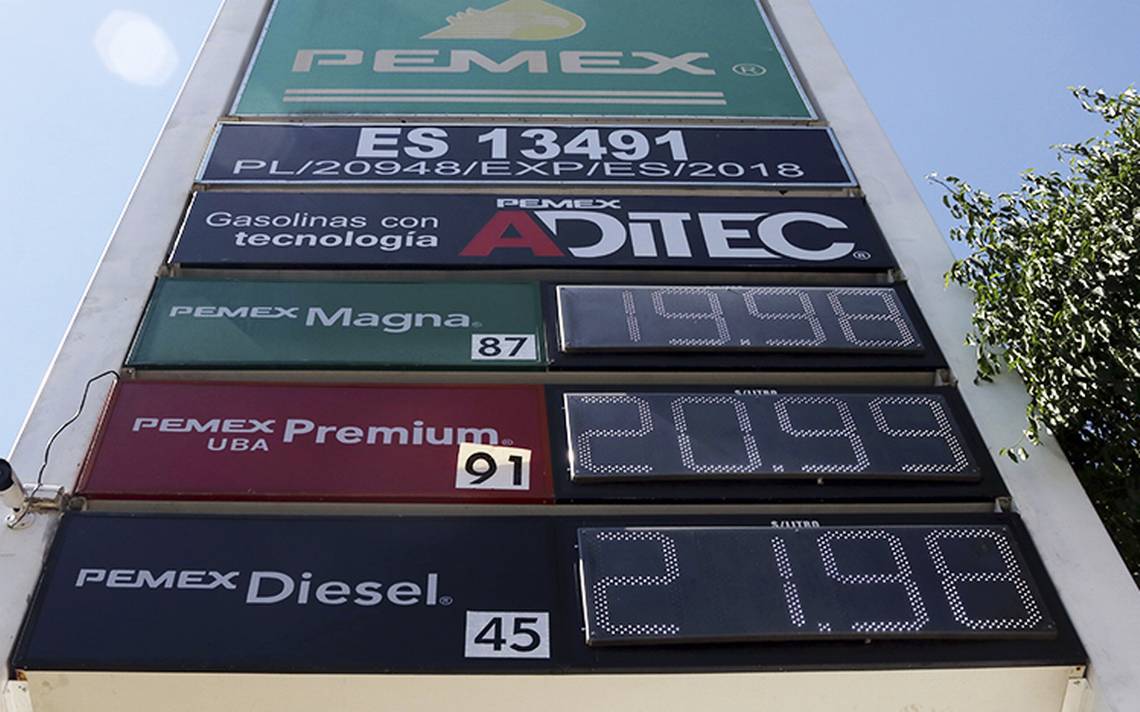 PEMEX ®
ES 13491
PL/20948/EXP/ES/2018
Gasolinas con
tecnología
PEMEX
ADiTEC®
PEMEX Magna®
87
19.98
PEMEX Premium®
UBA
91
$/LITRO
20.99
PEMEX Diesel®
45
$/LITRO
21.98